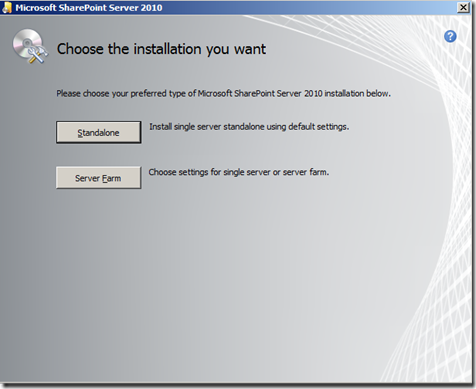 Microsoft SharePoint Server 2010
Choose the installation you want
Please choose your preferred type of Microsoft SharePoint Server 2010 installation below.
Standalone
Install single server standalone using default settings.
Server Farm
Choose settings for single server or server farm.